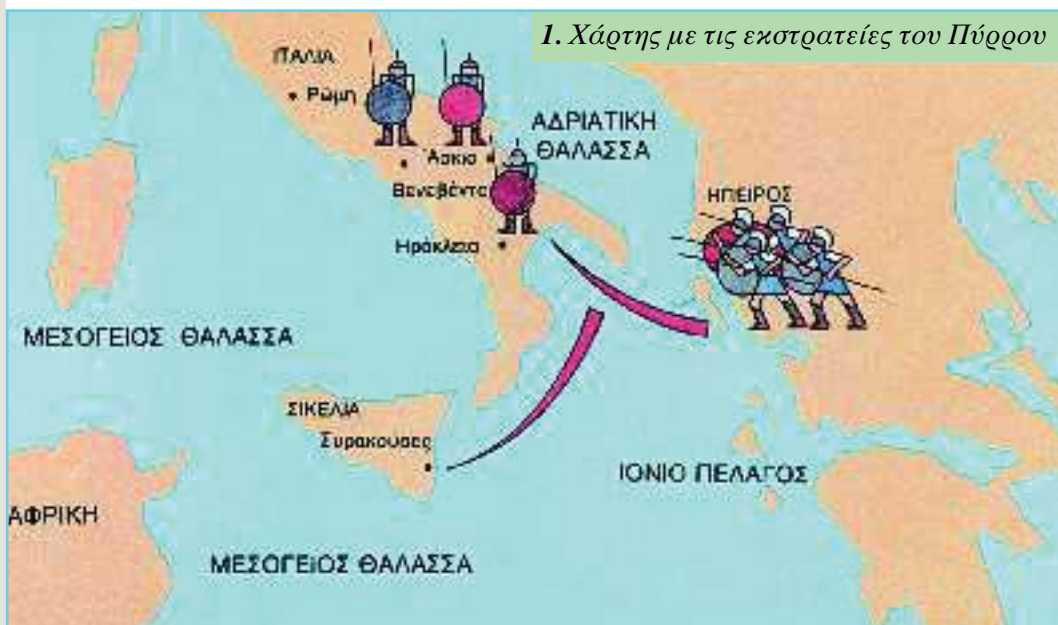 1. Χάρτης με τις εκστρατείες του Πύρρου
ΙΤΑΛΙΑ
Ρώμη
ΑΔΡΙΑΤΙΚΗ
ΘΑΛΑΣΣΑ
Άσκιο
Βενεβέντο
ΗΠΕΙΡΟΣ
Ηράκλεια
ΜΕΣΟΓΕΙΟΣ ΘΑΛΑΣΣΑ
ΣΙΚΕΛΙΑ
Συρακούσες
ΙΟΝΙΟ ΠΕΛΑΓΟΣ
ΑΦΡΙΚΗ
ΜΕΣΟΓΕΙΟΣ ΘΑΛΑΣΣΑ